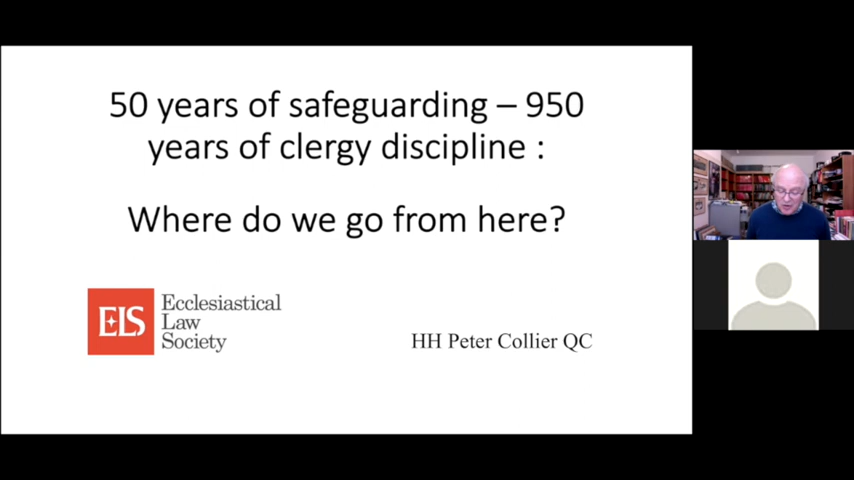 50 years of safeguarding – 950
years of clergy discipline :
Where do we go from here?
ELS
Ecclesiastical
Law
Society
HH Peter Collier QC